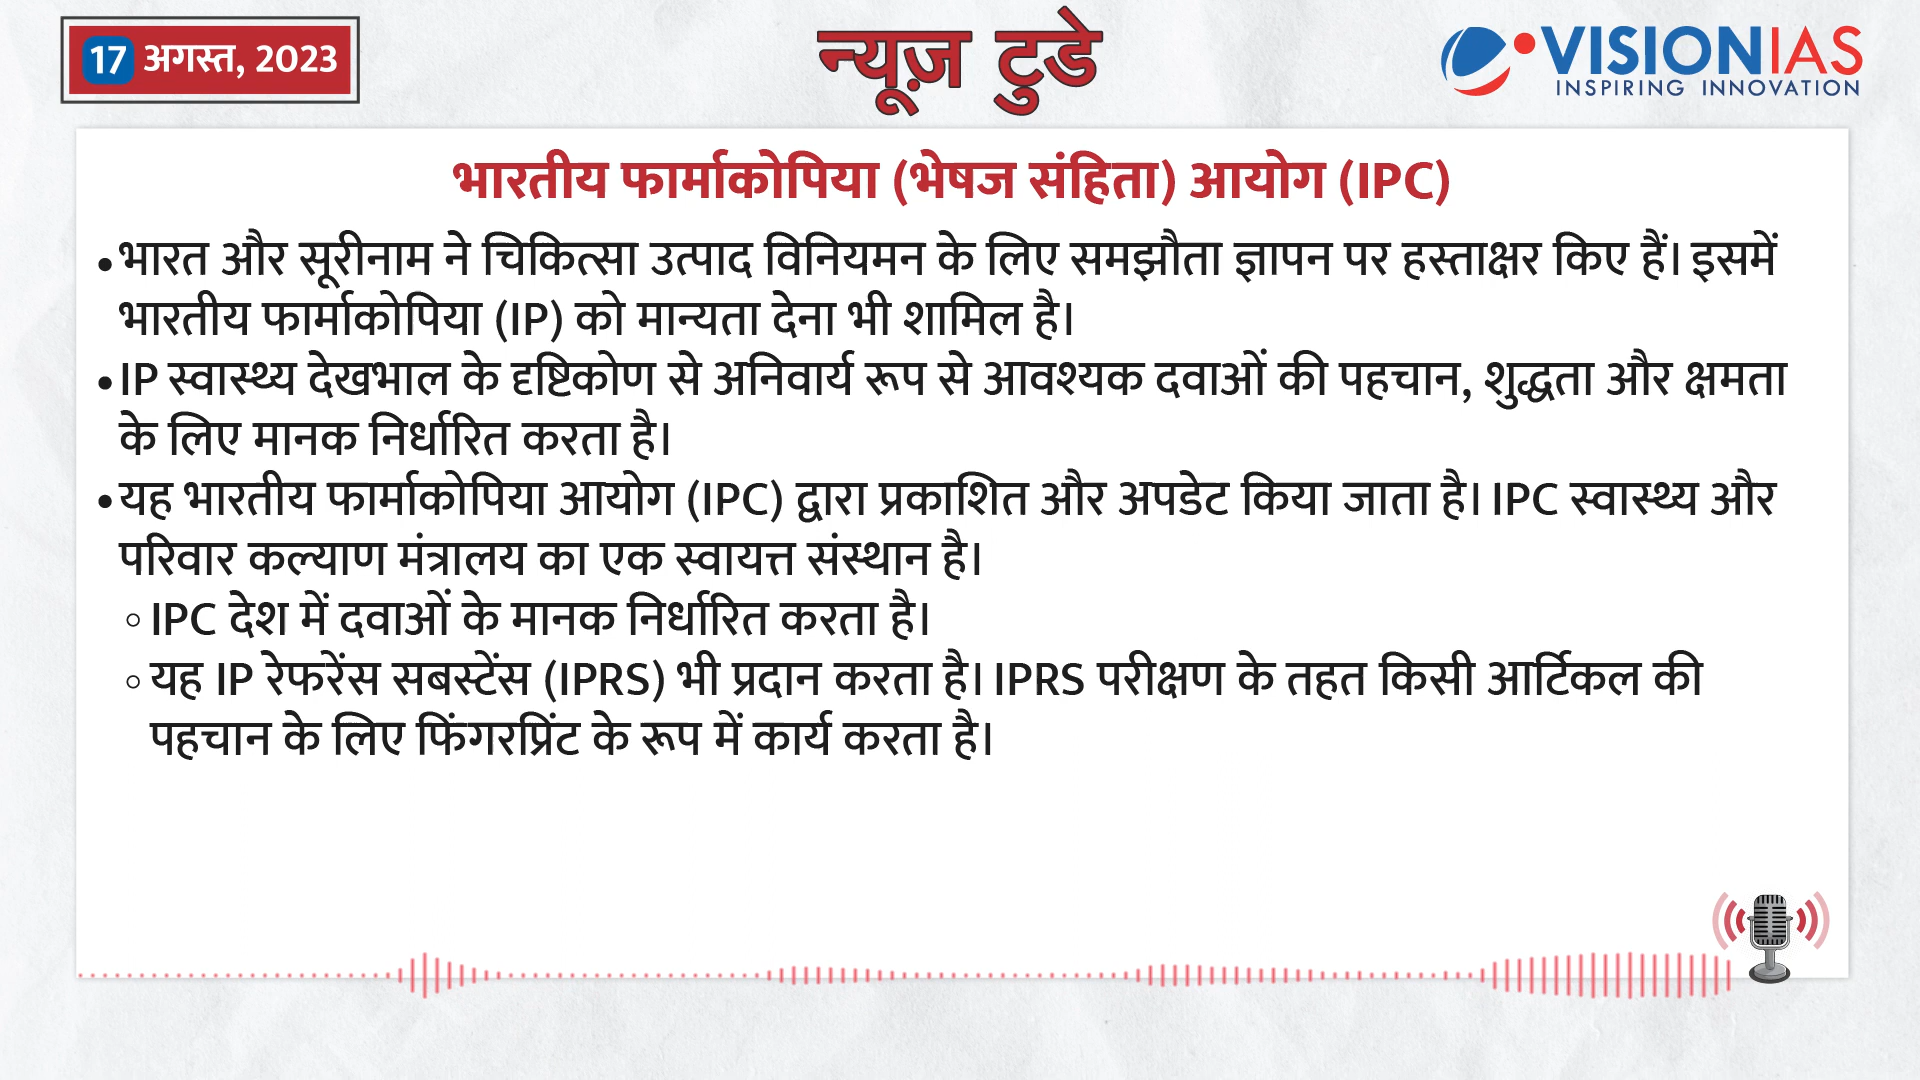 17 अगस्त, 2023
न्यूज़ टुडे
VISIONIAS
INSPIRING INNOVATION
भारतीय फार्माकोपिया (भेषज संहिता) आयोग (IPC)
•भारत और सूरीनाम ने चिकित्सा उत्पाद विनियमन के लिए समझौता ज्ञापन पर हस्ताक्षर किए हैं। इसमें
भारतीय फार्माकोपिया (IP) को मान्यता देना भी शामिल है।
•IP स्वास्थ्य देखभाल के दृष्टिकोण से अनिवार्य रूप से आवश्यक दवाओं की पहचान, शुद्धता और क्षमता
के लिए मानक निर्धारित करता है।
•यह भारतीय फार्माकोपिया आयोग (IPC) द्वारा प्रकाशित और अपडेट किया जाता है। IPC स्वास्थ्य और
परिवार कल्याण मंत्रालय का एक स्वायत्त संस्थान है।
◦IPC देश में दवाओं के मानक निर्धारित करता है।
◦यह IP रेफरेंस सबस्टेंस (IPRS) भी प्रदान करता है। IPRS परीक्षण के तहत किसी आर्टिकल की
पहचान के लिए फिंगरप्रिंट के रूप में कार्य करता है।